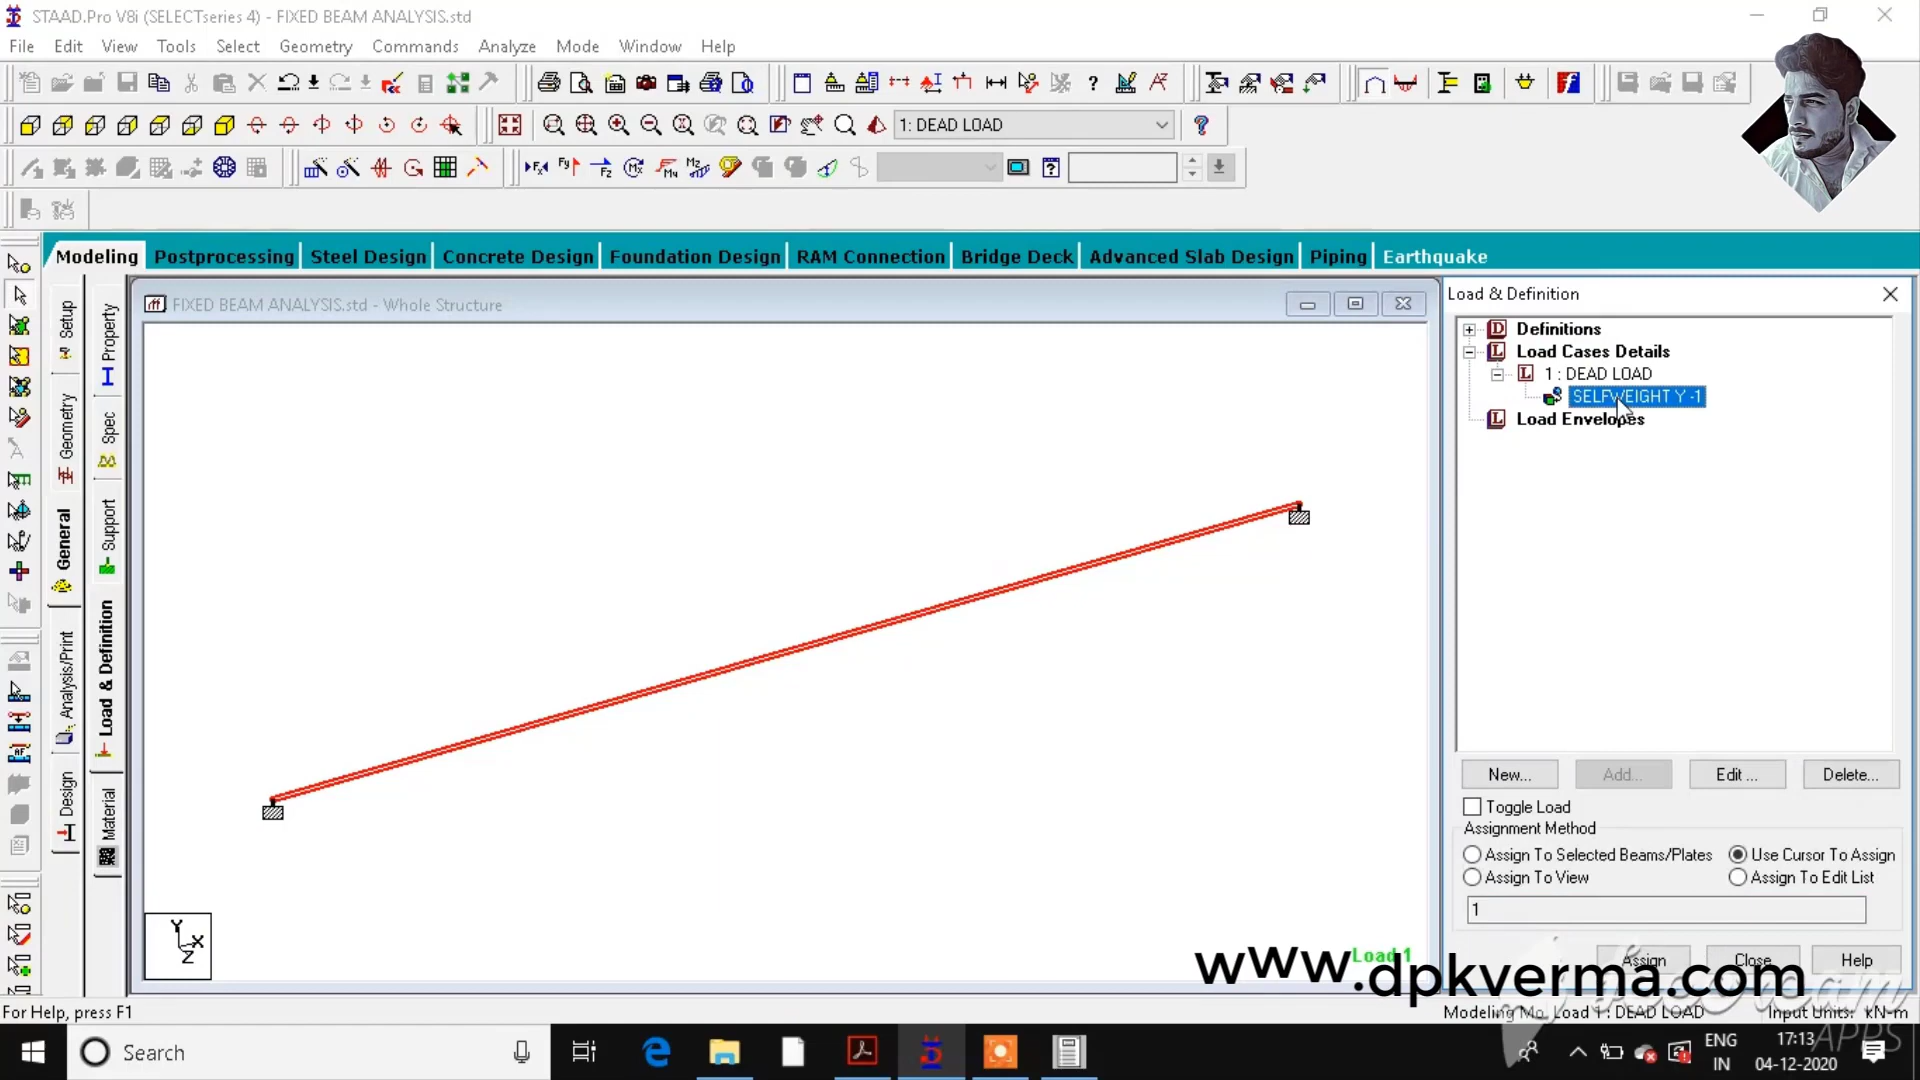 STAAD.Pro V8i (SELECTseries 4) - FIXED BEAM ANALYSIS.std
File Edit View Tools Select Geometry Commands Analyze Mode Window Help
1: DEAD LOAD
Modeling Postprocessing Steel Design Concrete Design Foundation Design RAM Connection Bridge Deck Advanced Slab Design Piping Earthquake
Setup
Geometry
General
Analysis/Print
Design
Property
Spec
Support
Load & Definition
Material
FIXED BEAM ANALYSIS.std - Whole Structure
Y
X
Z
Load 1
Load & Definition
Definitions
Load Cases Details
1 : DEAD LOAD
SELFWEIGHT Y -1
Load Envelopes
New... Add... Edit ... Delete...
Toggle Load
Assignment Method
Assign To Selected Beams/Plates Use Cursor To Assign
Assign To View Assign To Edit List
1
Assign Close Help
www.dpkverma.com
For Help, press F1
Modeling Mo Load 1 : DEAD LOAD Input Units: kN-m
APPS
Search
ENG
IN
17:13
04-12-2020